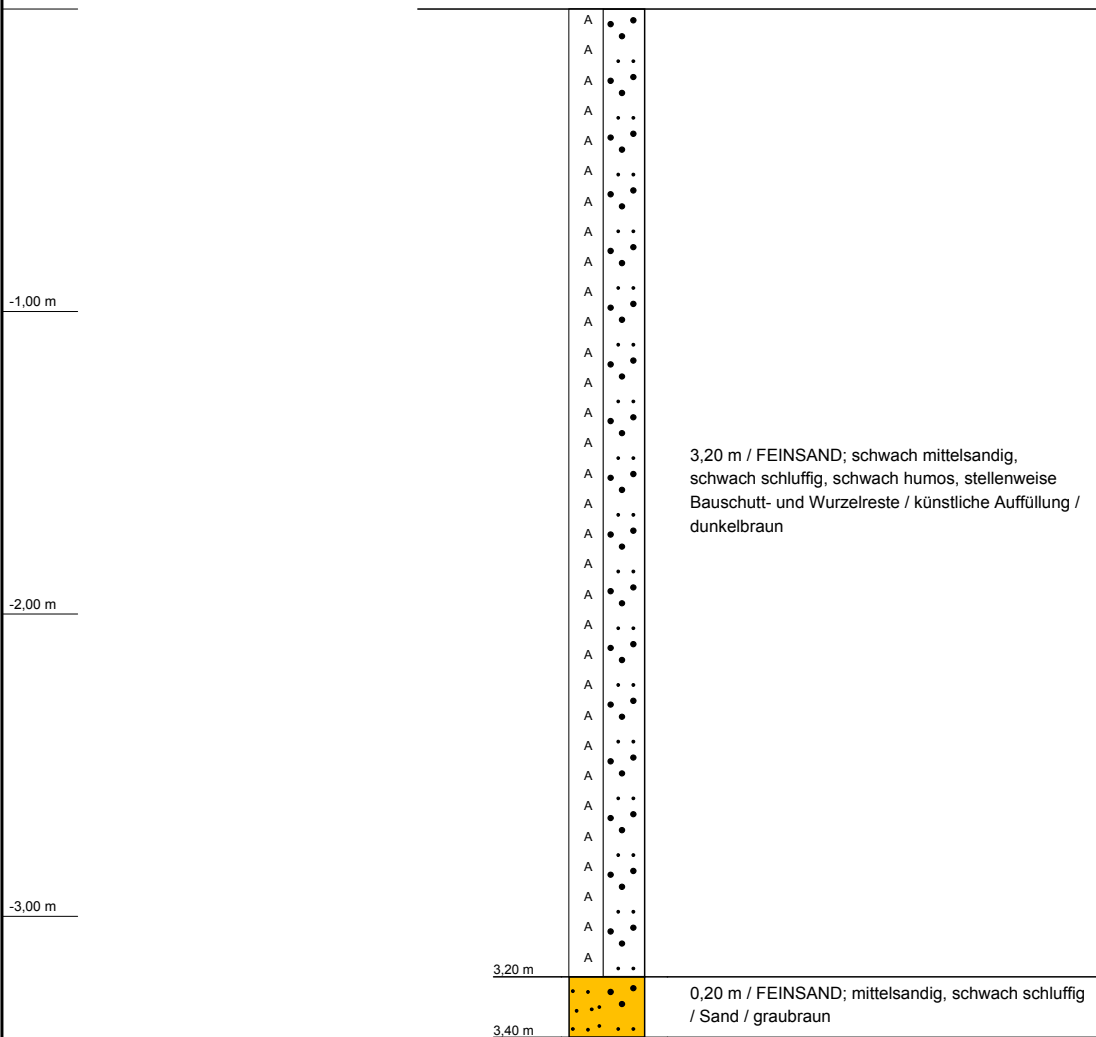 A
A
A
A
A
A
A
A
A
A
-1,00 m
A
A
A
A
A
3,20 m / FEINSAND; schwach mittelsandig,
schwach schluffig, schwach humos, stellenweise
Bauschutt- und Wurzelreste / künstliche Auffüllung /
dunkelbraun
A
A
A
A
A
-2,00 m
A
A
A
A
A
A
A
A
A
A
-3,00 m
A
A
3,20 m
0,20 m / FEINSAND; mittelsandig, schwach schluffig
/ Sand / graubraun
3,40 m